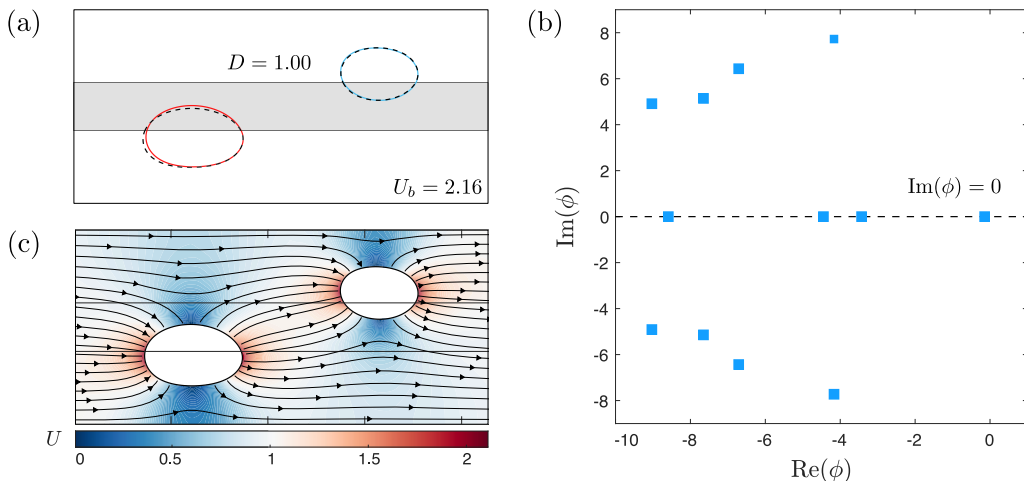 (a)
D = 1.00
U_b = 2.16
(c)
U
0
0.5
1
1.5
2
(b)
8
6
4
2
0
-2
-4
-6
-8
Im(ϕ)
Im(ϕ) = 0
-10
-8
-6
-4
-2
0
Re(ϕ)